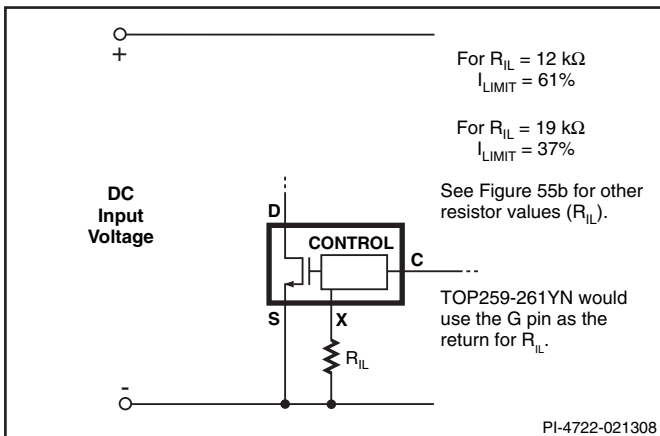 +
For R_IL = 12 kΩ
I_LIMIT = 61%
For R_IL = 19 kΩ
I_LIMIT = 37%
See Figure 55b for other
resistor values (R_IL).
DC
Input
Voltage
D
CONTROL
C
S
X
TOP259-261YN would
use the G pin as the
return for R_IL.
R_IL
-
PI-4722-021308